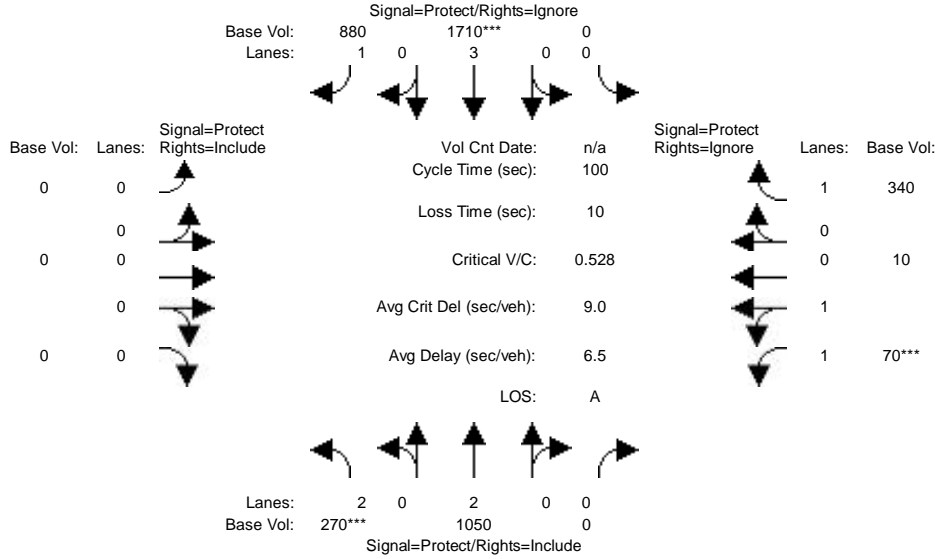 Signal=Protect/Rights=Ignore
Base Vol: 880 1710*** 0
Lanes: 1 0 3 0 0
Signal=Protect
Rights=Include
Base Vol: Lanes:
Vol Cnt Date: n/a
Signal=Protect
Rights=Ignore
Lanes: Base Vol:
Cycle Time (sec): 100
0 0
1 340
Loss Time (sec): 10
0
0
0 0
Critical V/C: 0.528
0 10
0
Avg Crit Del (sec/veh): 9.0
1
0 0
Avg Delay (sec/veh): 6.5
1 70***
LOS: A
Lanes: 2 0 2 0 0
Base Vol: 270*** 1050 0
Signal=Protect/Rights=Include